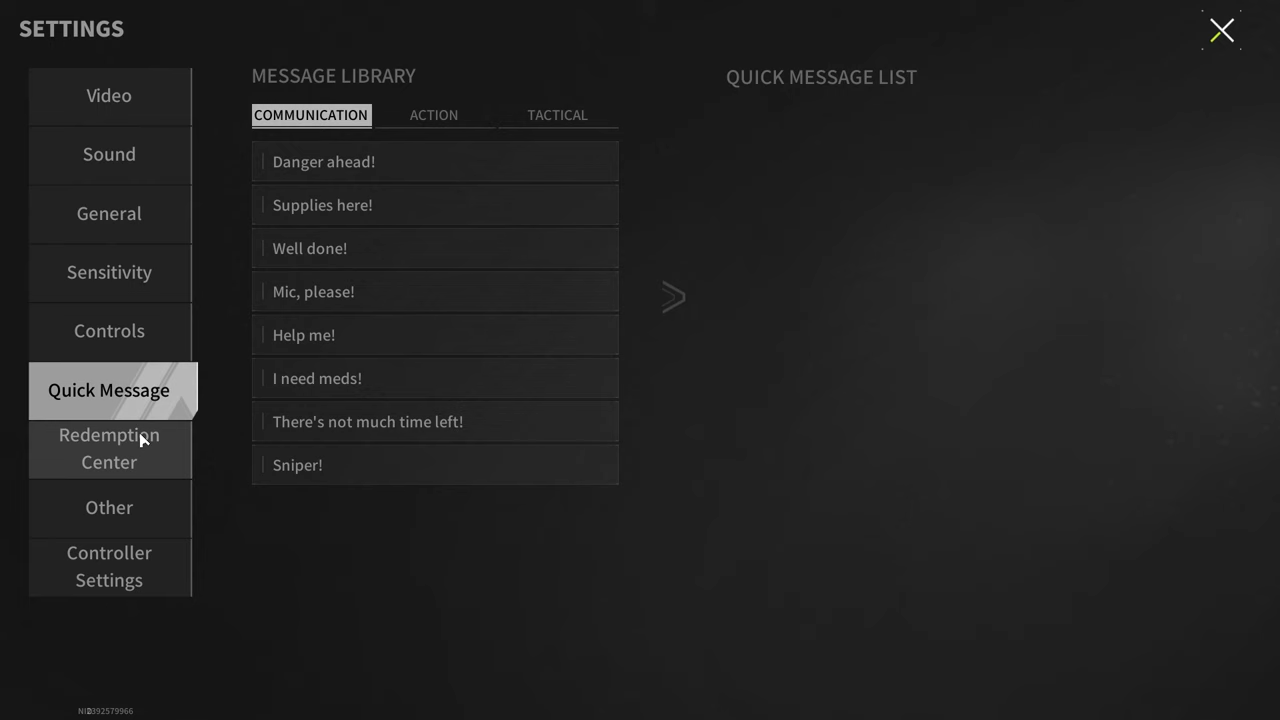 SETTINGS
Video
Sound
General
Sensitivity
Controls
Quick Message
Redemption
Center
Other
Controller
Settings
MESSAGE LIBRARY
COMMUNICATION ACTION TACTICAL
Danger ahead!
Supplies here!
Well done!
Mic, please!
Help me!
I need meds!
There's not much time left!
Sniper!
QUICK MESSAGE LIST